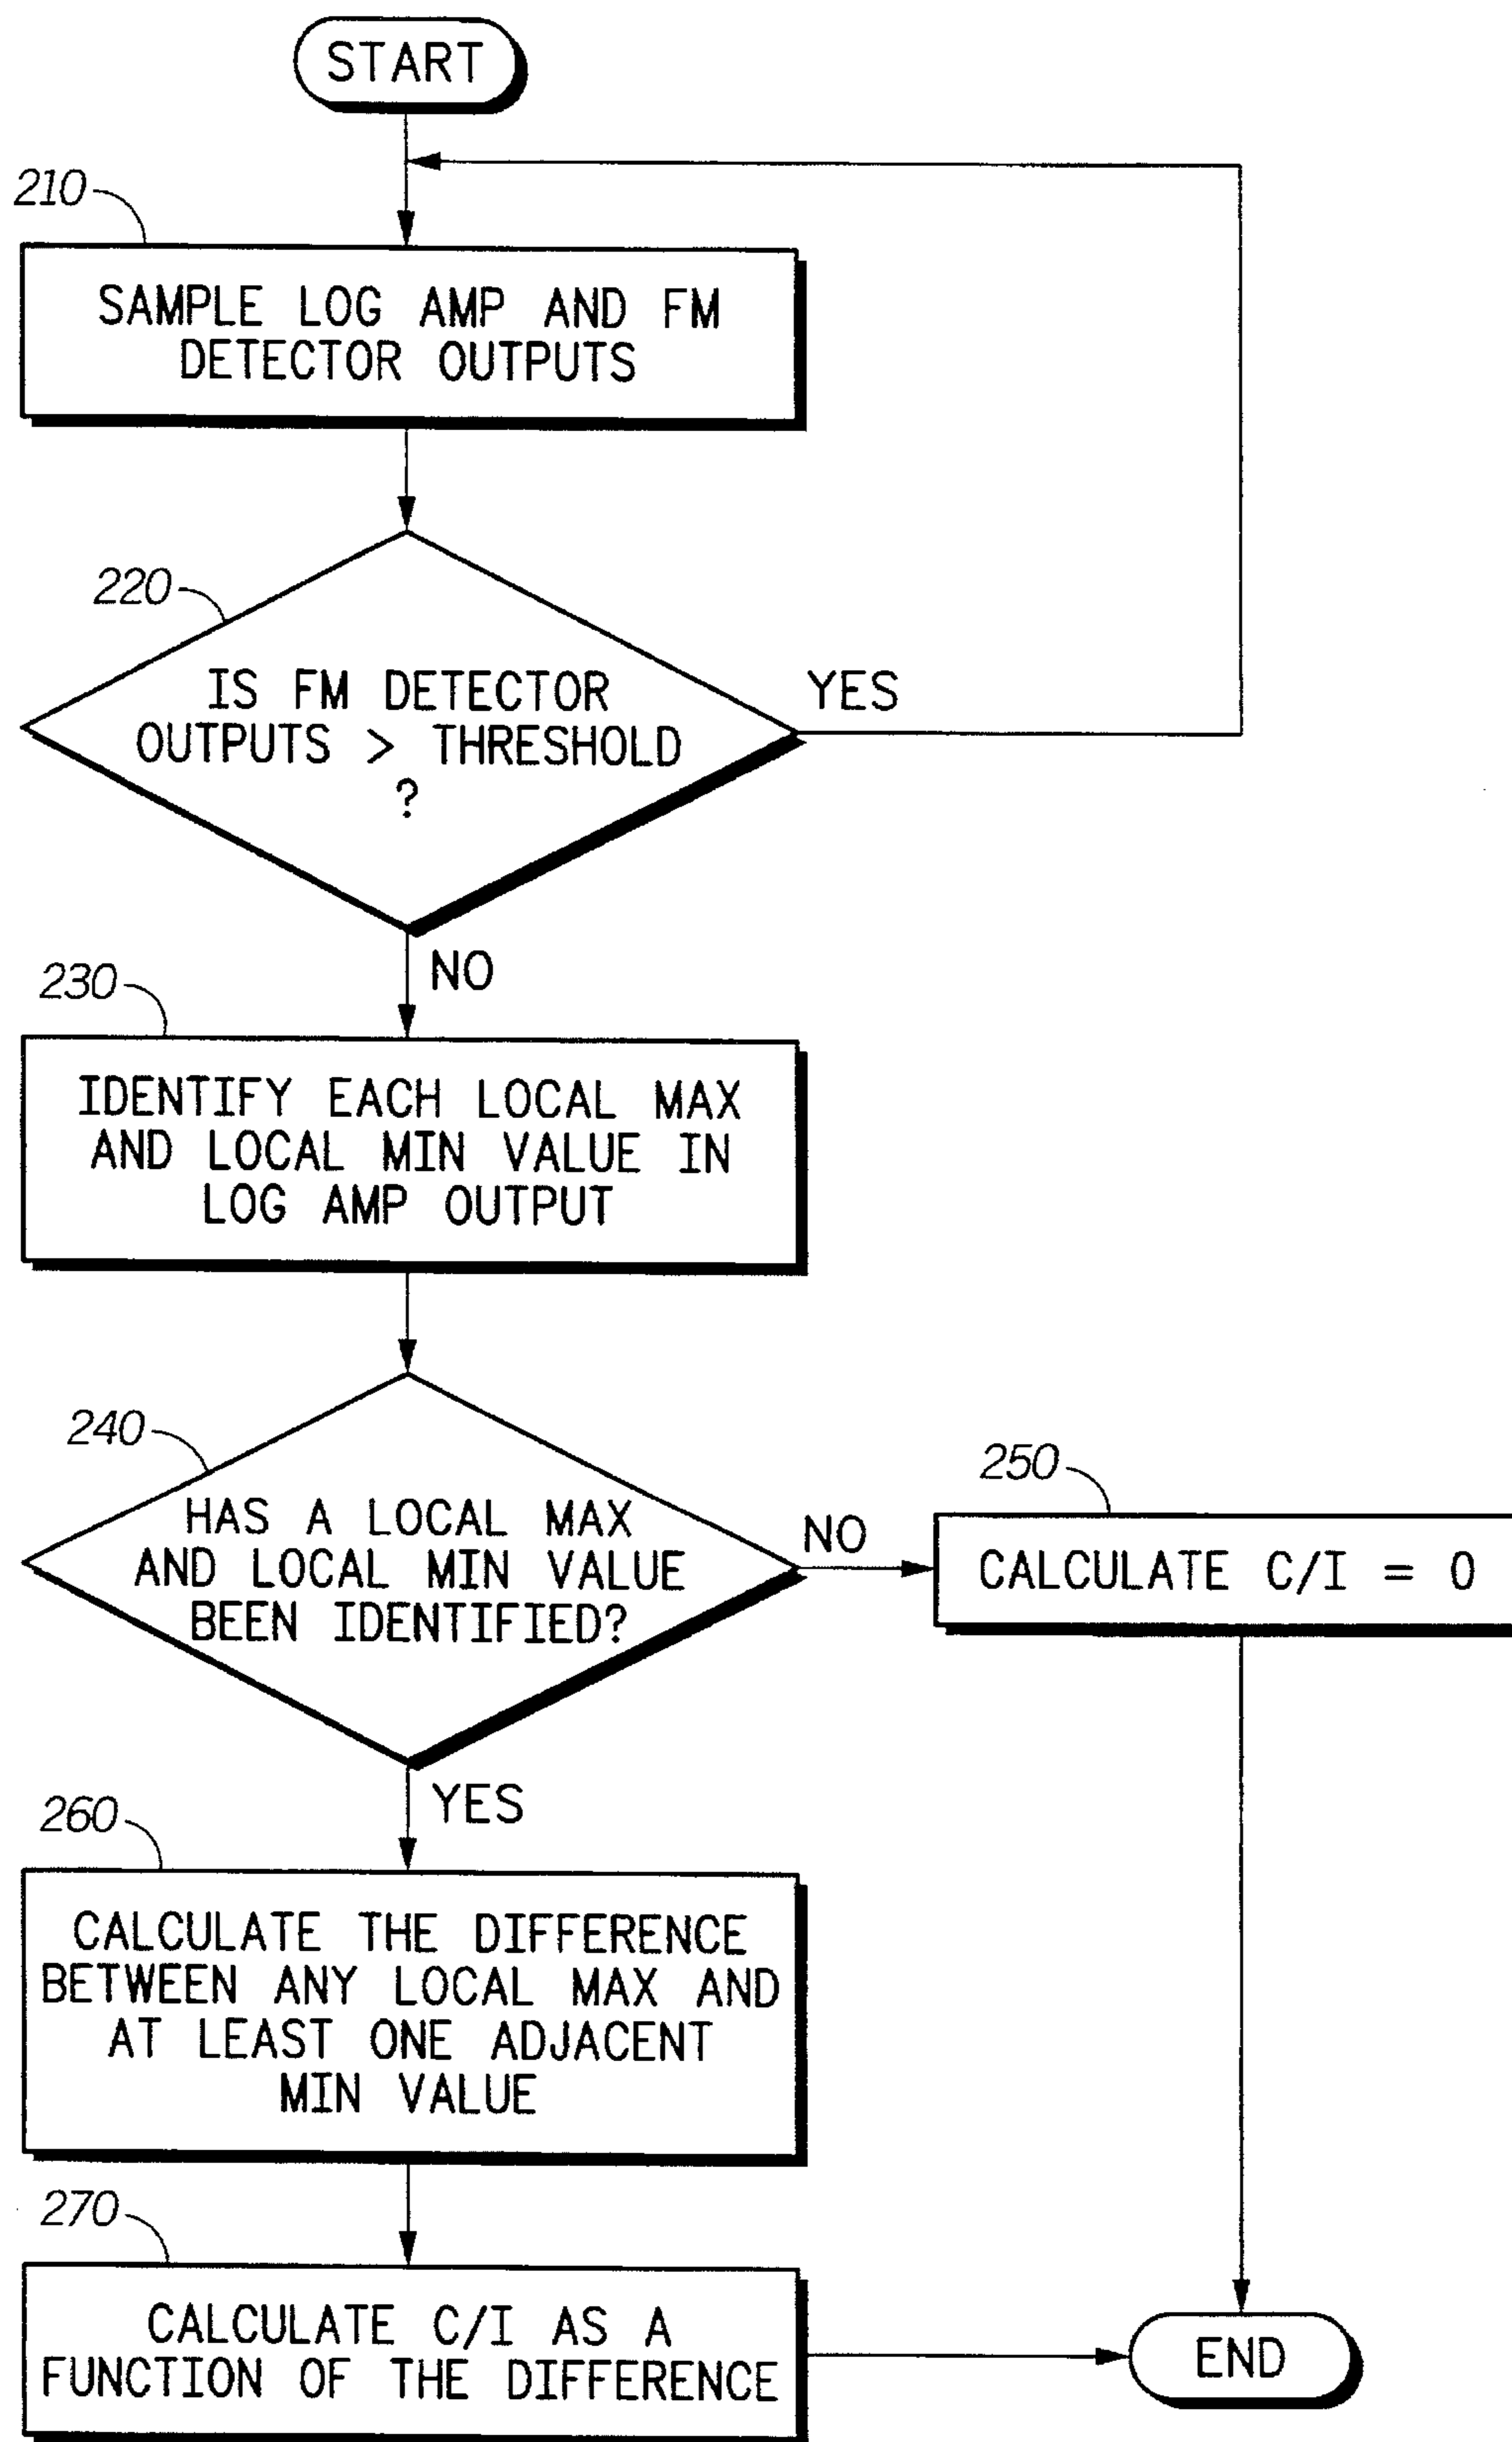 START
210
SAMPLE LOG AMP AND FM
DETECTOR OUTPUTS
220
IS FM DETECTOR
OUTPUTS > THRESHOLD
?
YES
NO
230
IDENTIFY EACH LOCAL MAX
AND LOCAL MIN VALUE IN
LOG AMP OUTPUT
240
HAS A LOCAL MAX
AND LOCAL MIN VALUE
BEEN IDENTIFIED?
NO
250
CALCULATE C/I = 0
YES
260
CALCULATE THE DIFFERENCE
BETWEEN ANY LOCAL MAX AND
AT LEAST ONE ADJACENT
MIN VALUE
270
CALCULATE C/I AS A
FUNCTION OF THE DIFFERENCE
END